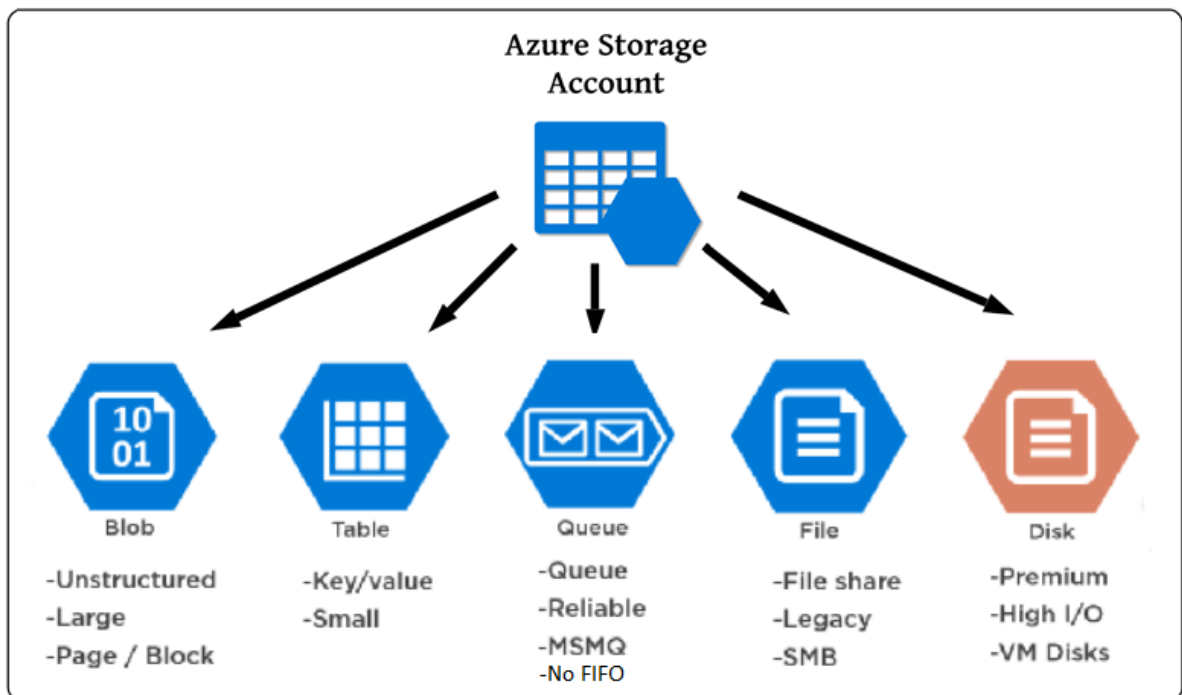 Azure Storage
Account
10
01
Blob
-Unstructured
-Large
-Page / Block
Table
-Key/value
-Small
Queue
-Queue
-Reliable
-MSMQ
-No FIFO
File
-File share
-Legacy
-SMB
Disk
-Premium
-High I/O
-VM Disks